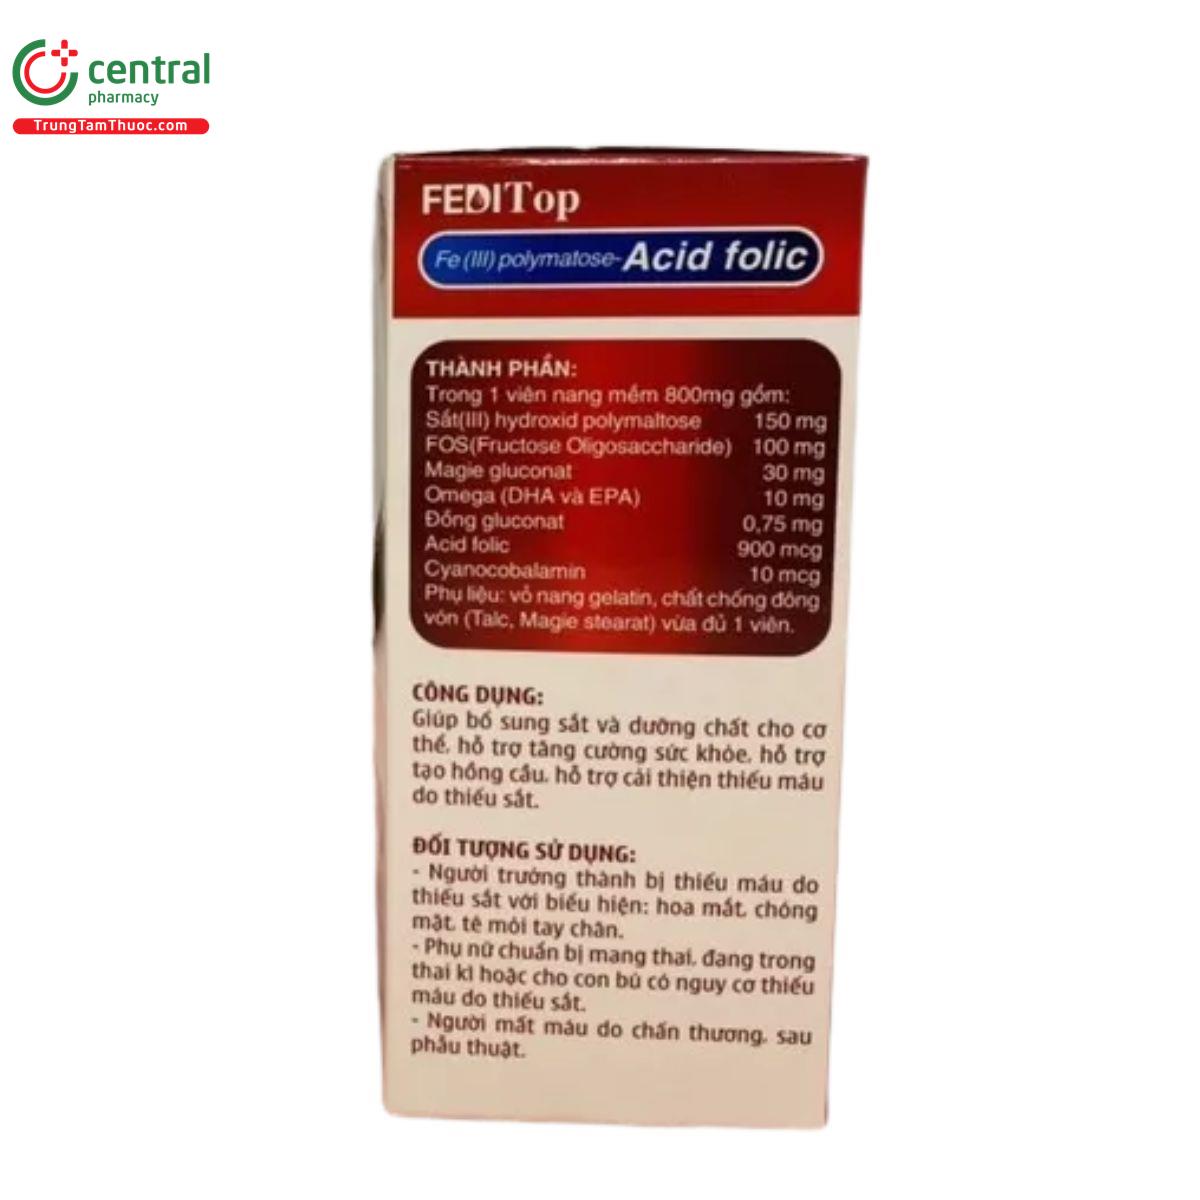 central
pharmacy
TrungTamThuoc.com
FEDITop
Fe (III) polymatose-Acid folic
THÀNH PHẦN:
Trong 1 viên nang mềm 800mg gồm:
Sắt(III) hydroxid polymaltose 150 mg
FOS(Fructose Oligosaccharide) 100 mg
Magie gluconat 30 mg
Omega (DHA và EPA) 10 mg
Đồng gluconat 0,75 mg
Acid folic 900 mcg
Cyanocobalamin 10 mcg
Phụ liệu: vỏ nang gelatin, chất chống đông
vón (Talc, Magie stearat) vừa đủ 1 viên.
CÔNG DỤNG:
Giúp bổ sung sắt và dưỡng chất cho cơ
thể, hỗ trợ tăng cường sức khỏe, hỗ trợ
tạo hồng cầu, hỗ trợ cải thiện thiếu máu
do thiếu sắt.
ĐỐI TƯỢNG SỬ DỤNG:
- Người trưởng thành bị thiếu máu do
thiếu sắt với biểu hiện: hoa mắt, chóng
mặt, tê mỏi tay chân.
- Phụ nữ chuẩn bị mang thai, đang trong
thai kì hoặc cho con bú có nguy cơ thiếu
máu do thiếu sắt.
- Người mất máu do chấn thương, sau
phẫu thuật.